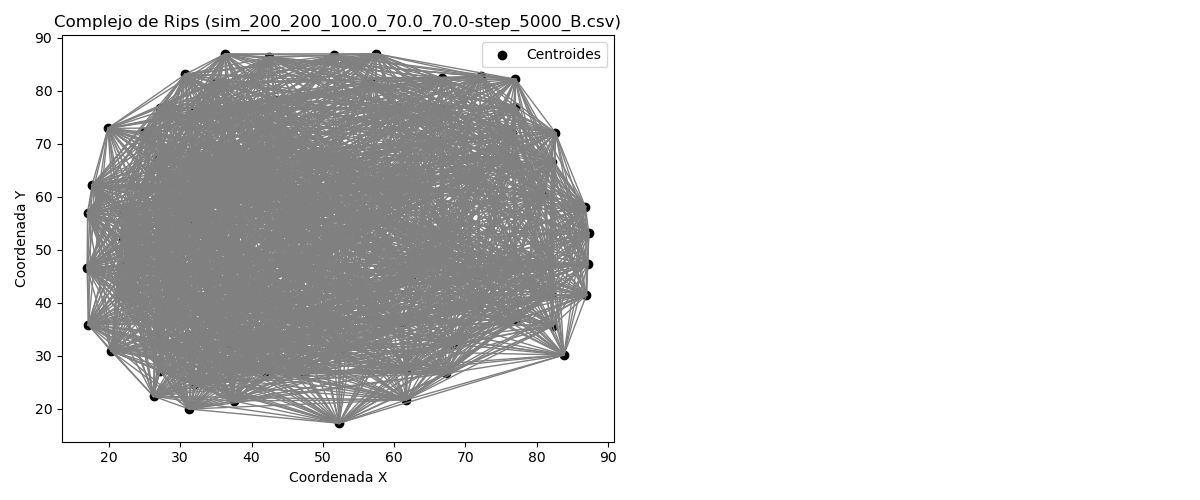 Complejo de Rips (sim_200_200_100.0_70.0_70.0-step_5000_B.csv)
Centroides
Coordenada Y
90
80
70
60
50
40
30
20
20 30 40 50 60 70 80 90
Coordenada X